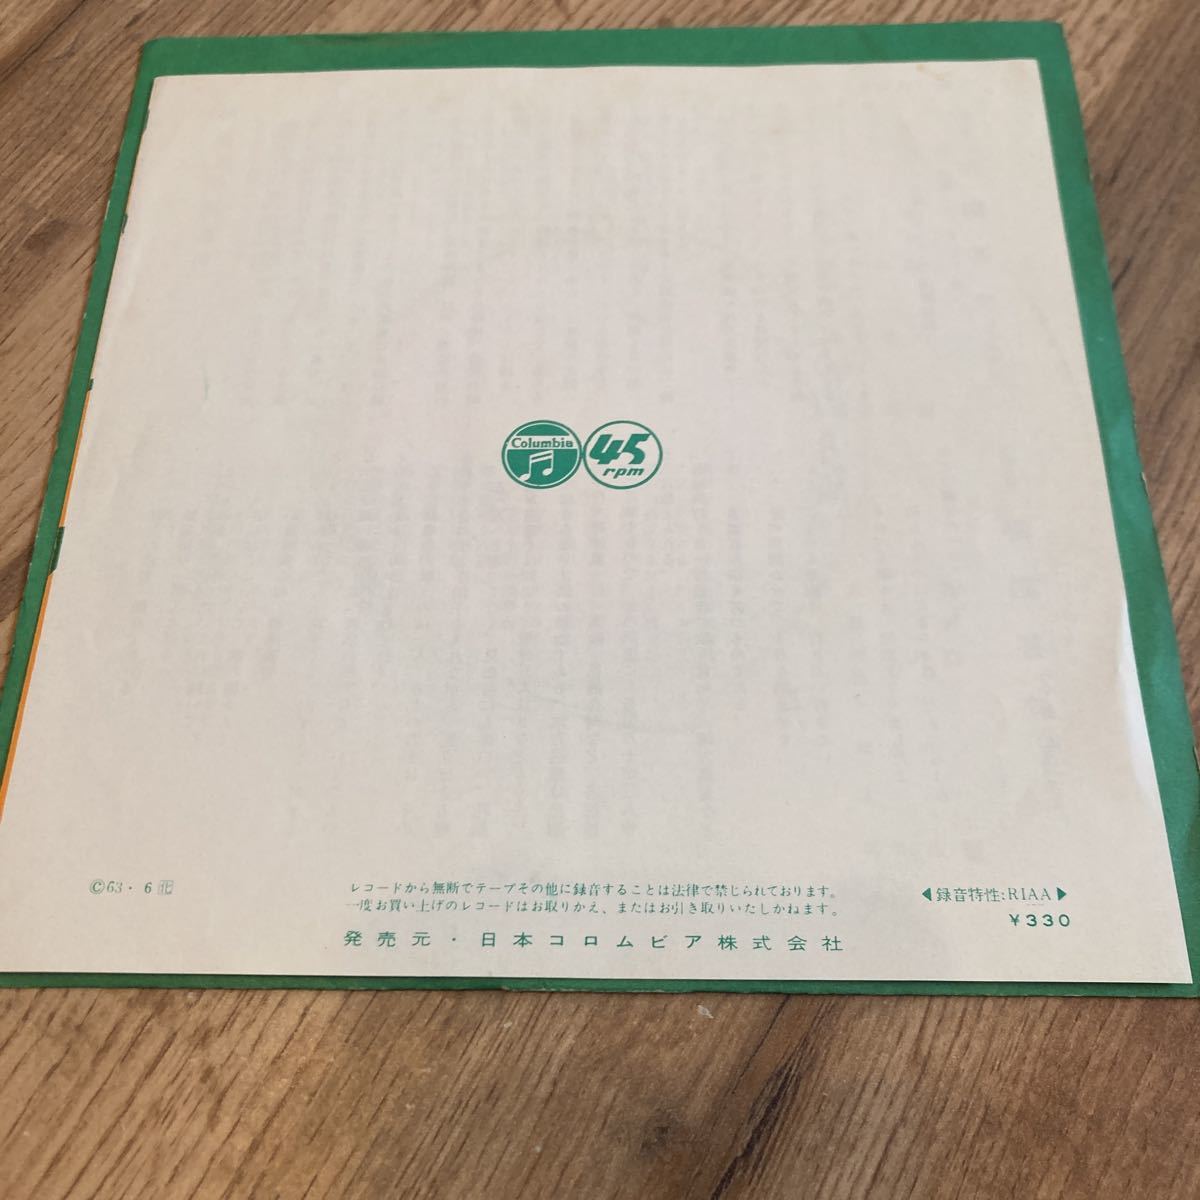 Columbia
45
rpm
©63・6
レコードから無断でテープその他に録音することは法律で禁じられております。
一度お買い上げのレコードはお取りかえ、またはお引き取りいたしかねます。
発売元・日本コロムビア株式会社
◀録音特性:RIAA▶
¥330